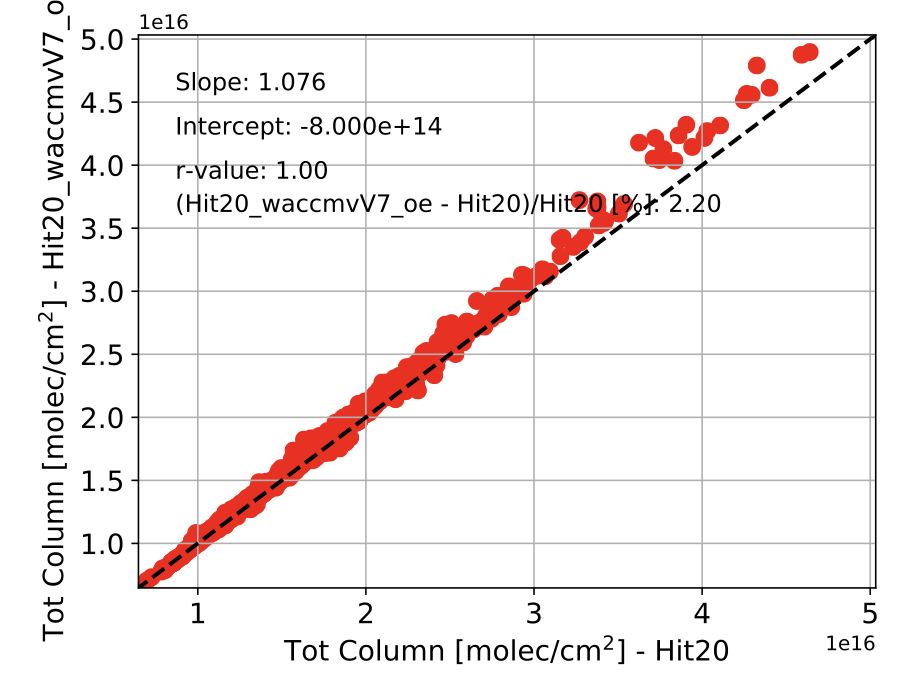 1e16
Tot Column [molec/cm²] - Hit20_waccmvV7_o
5.0
4.5
4.0
3.5
3.0
2.5
2.0
1.5
1.0
Slope: 1.076
Intercept: -8.000e+14
r-value: 1.00
(Hit20_waccmvV7_oe - Hit20)/Hit20 [%]: 2.20
1 2 3 4 5
1e16
Tot Column [molec/cm²] - Hit20